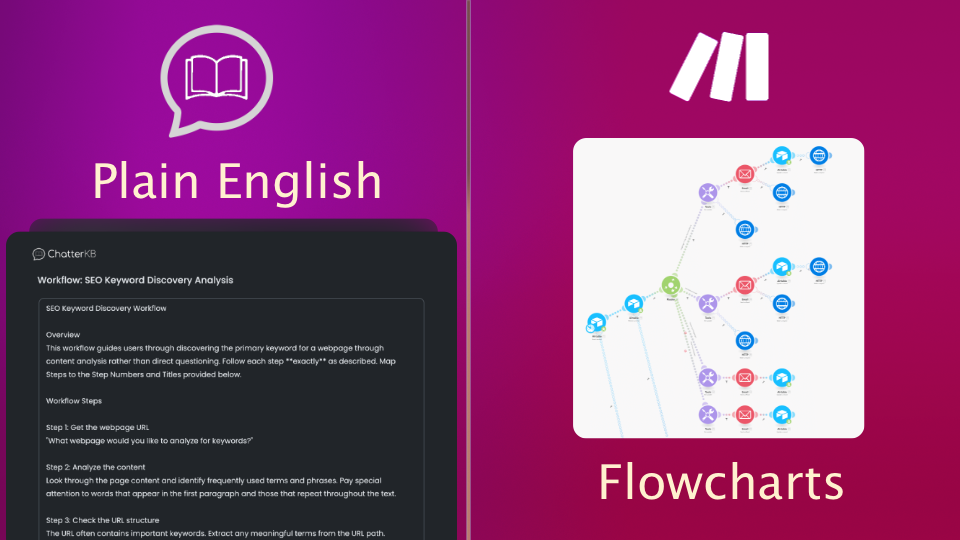 Plain English
ChatterKB
Workflow: SEO Keyword Discovery Analysis
SEO Keyword Discovery Workflow
Overview
This workflow guides users through discovering the primary keyword for a webpage through
content analysis rather than direct questioning. Follow each step **exactly** as described. Map
Steps to the Step Numbers and Titles provided below.
Workflow Steps
Step 1: Get the webpage URL
"What webpage would you like to analyze for keywords?"
Step 2: Analyze the content
Look through the page content and identify frequently used terms and phrases. Pay special
attention to words that appear in the first paragraph and those that repeat throughout the text.
Step 3: Check the URL structure
The URL often contains important keywords. Extract any meaningful terms from the URL path.
Flowcharts